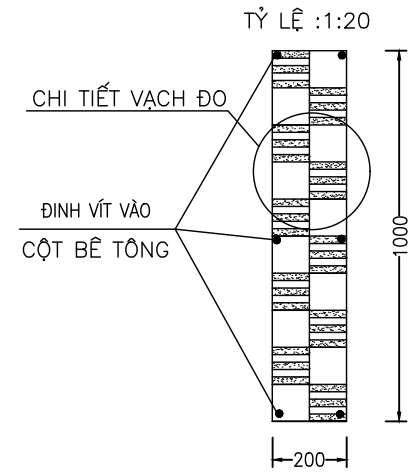 TỶ LỆ :1:20
CHI TIẾT VẠCH ĐO
ĐINH VÍT VÀO
CỘT BÊ TÔNG
1000
200